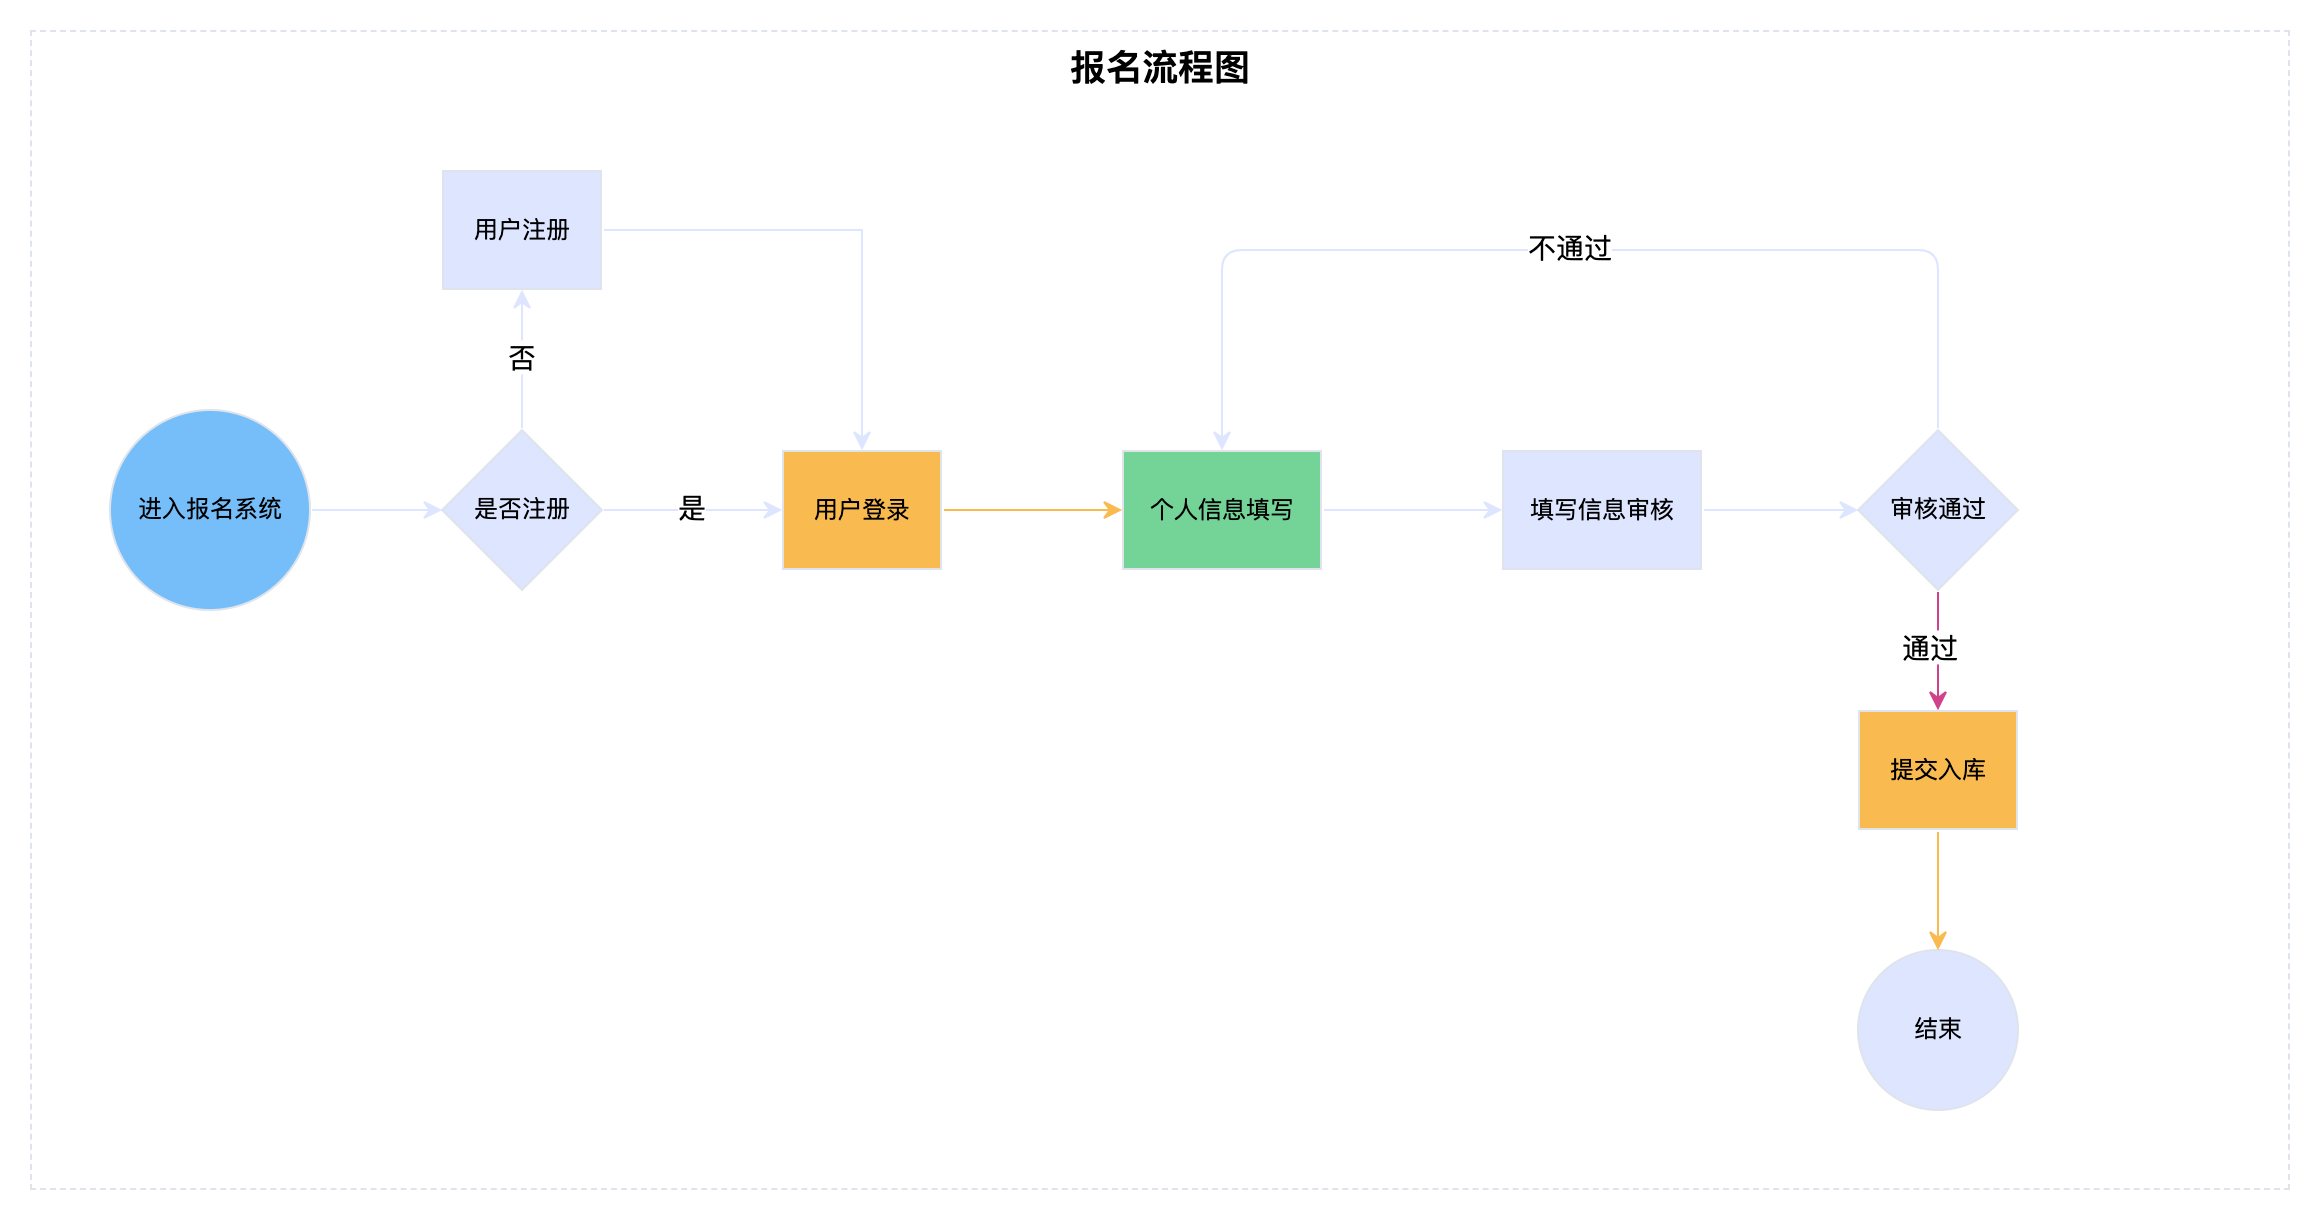 报名流程图
用户注册
不通过
否
进入报名系统
是否注册
是
用户登录
个人信息填写
填写信息审核
审核通过
通过
提交入库
结束